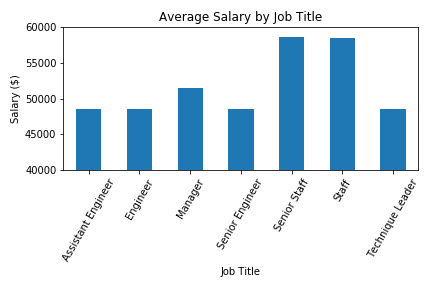 Average Salary by Job Title
Salary ($)
60000
55000
50000
45000
40000
Assistant Engineer
Engineer
Manager
Senior Engineer
Senior Staff
Staff
Technique Leader
Job Title